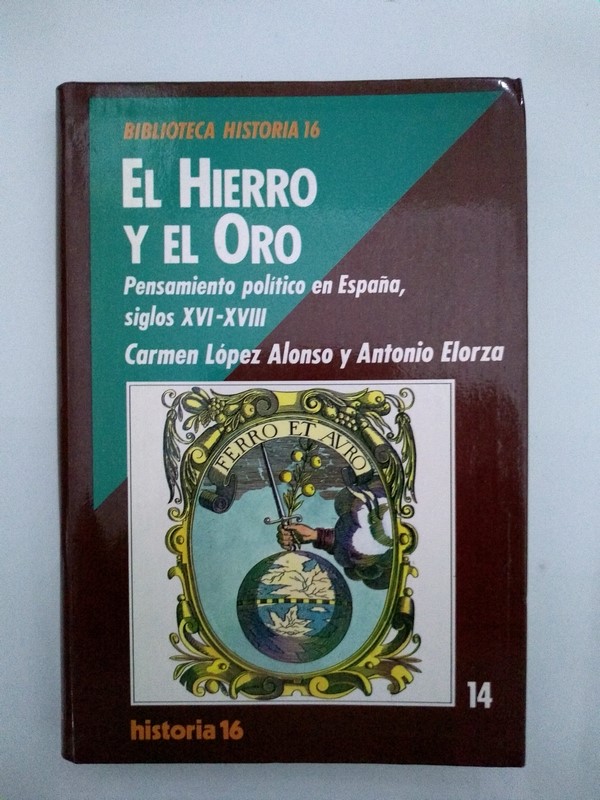 BIBLIOTECA HISTORIA 16
EL HIERRO
Y EL ORO
Pensamiento político en España,
siglos XVI-XVIII
Carmen López Alonso y Antonio Elorza
FERRO ET AVRO
14
historia 16